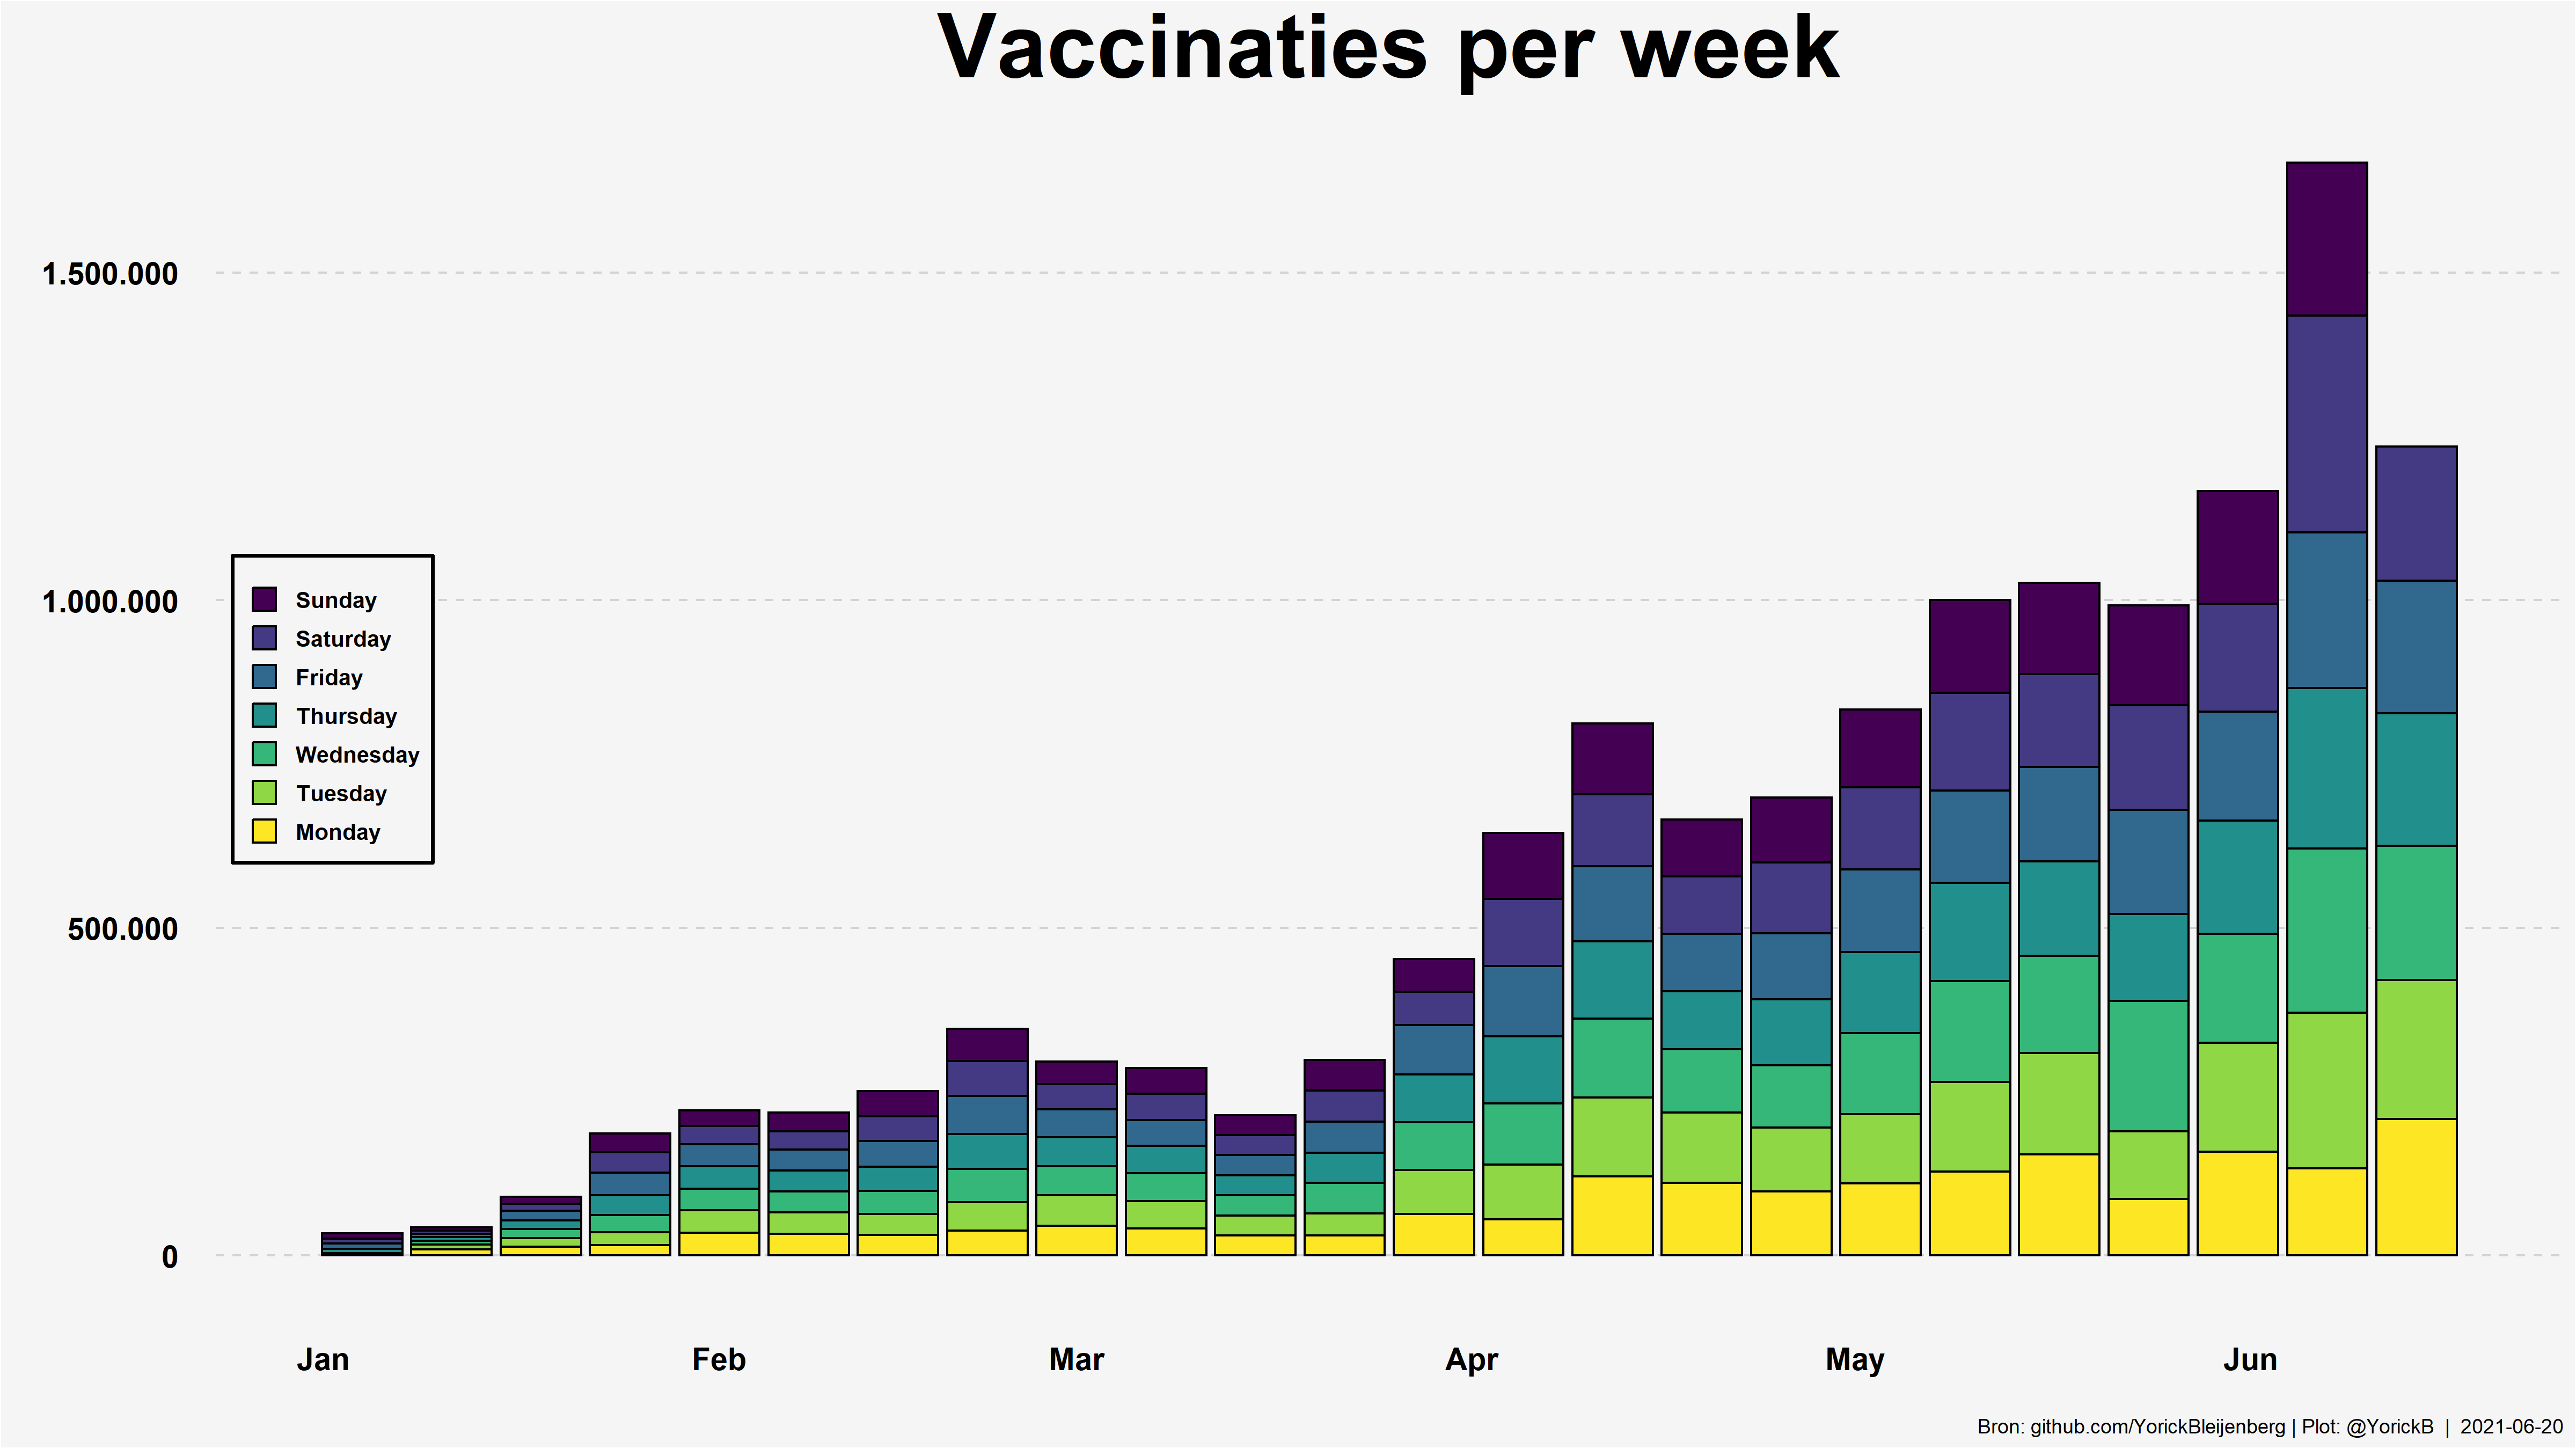 Vaccinaties per week
1.500.000
1.000.000
500.000
0
Sunday
Saturday
Friday
Thursday
Wednesday
Tuesday
Monday
Jan Feb Mar Apr May Jun
Bron: github.com/YorickBleijenberg | Plot: @YorickB | 2021-06-20